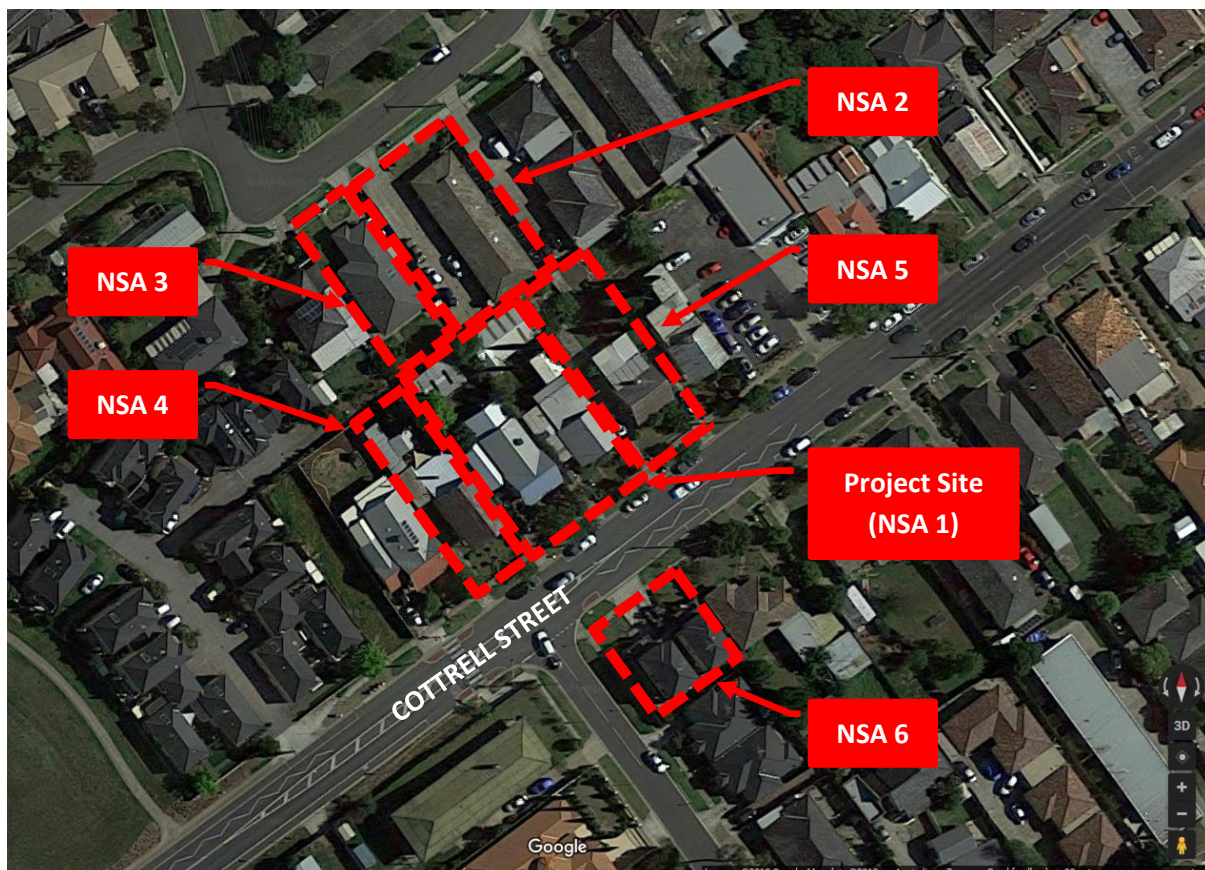 NSA 2
NSA 5
NSA 3
NSA 4
Project Site
(NSA 1)
COTTRELL STREET
NSA 6
3D
Google